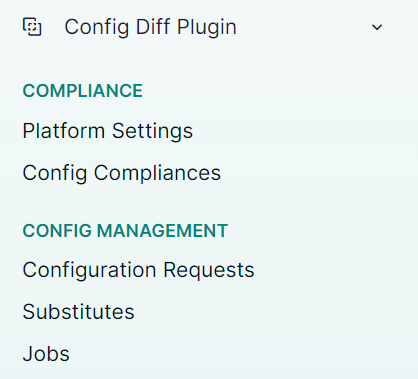 Config Diff Plugin
COMPLIANCE
Platform Settings
Config Compliances
CONFIG MANAGEMENT
Configuration Requests
Substitutes
Jobs